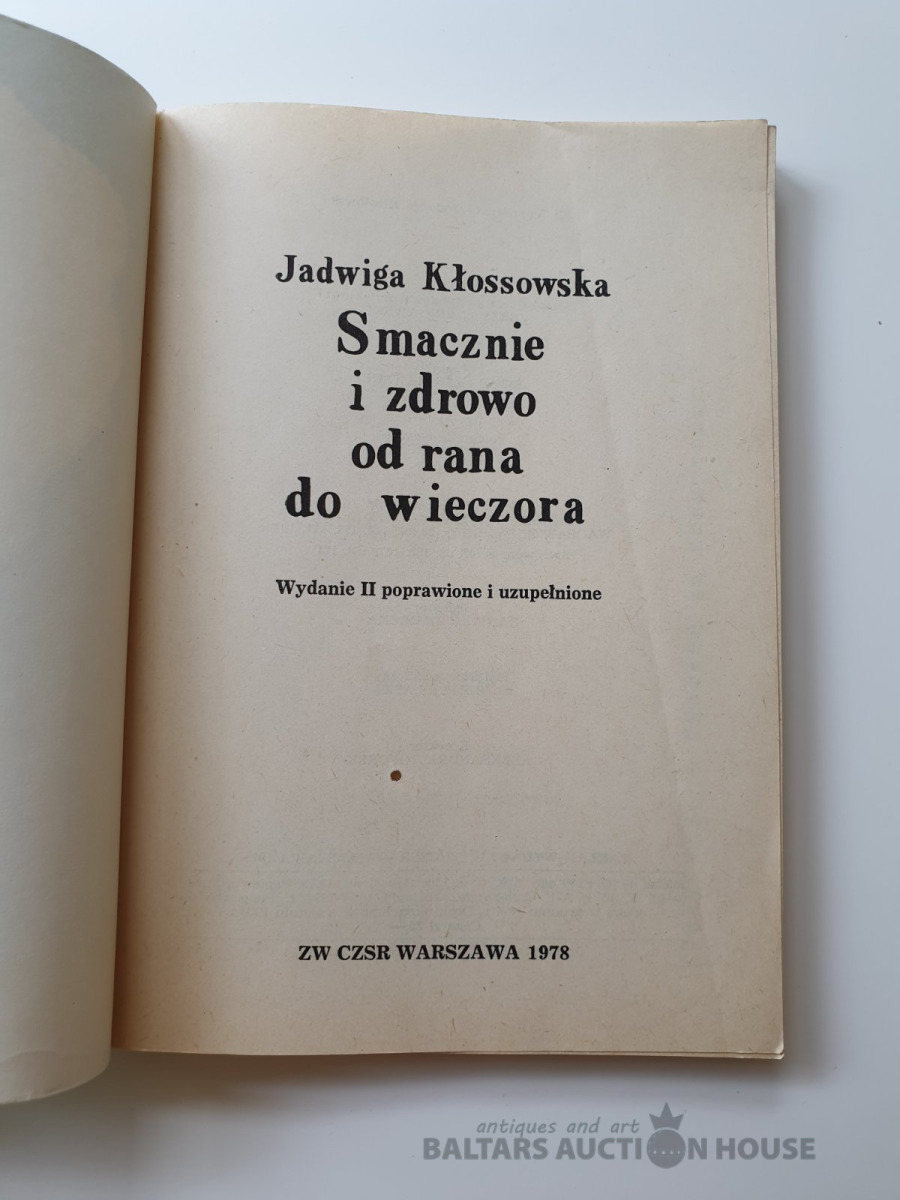 Jadwiga Kłossowska
Smacznie
i zdrowo
od rana
do wieczora
Wydanie II poprawione i uzupełnione
ZW CZSR WARSZAWA 1978
antiques and art
BALTARS AUCTION HOUSE